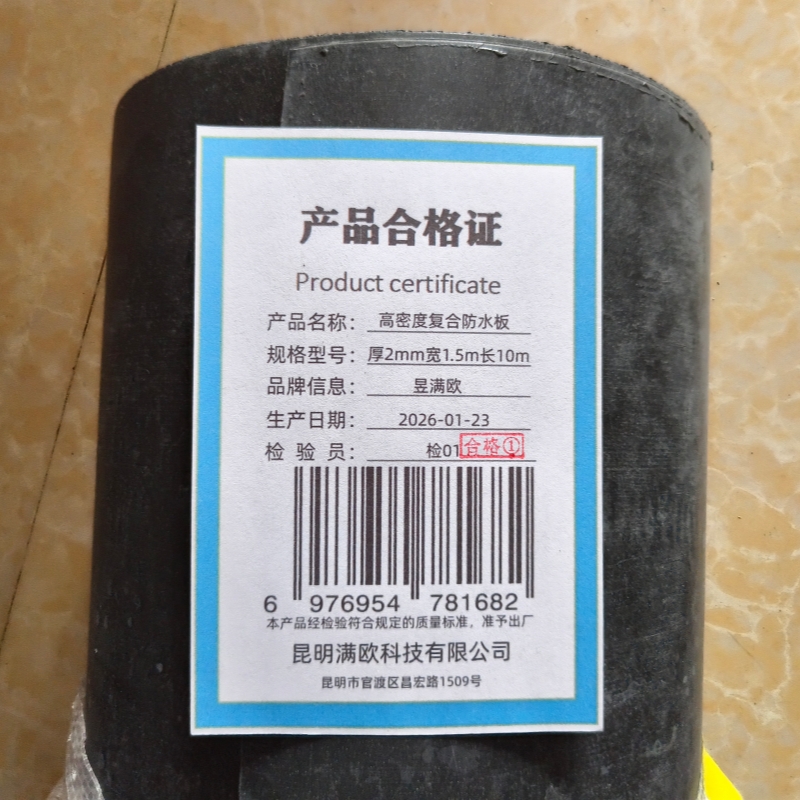 产品合格证
Product certificate
产品名称： 高密度复合防水板
规格型号： 厚2mm宽1.5m长10m
品牌信息： 昱满欧
生产日期： 2026-01-23
检 验 员： 检01 合格①
6 976954 781682
本产品经检验符合规定的质量标准，准予出厂
昆明满欧科技有限公司
昆明市官渡区昌宏路1509号